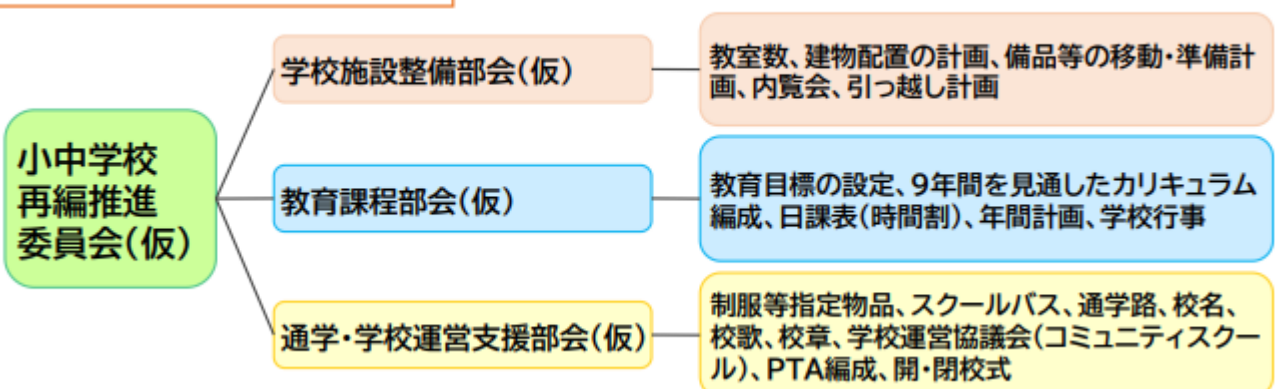 小中学校
再編推進
委員会(仮)
学校施設整備部会(仮)
教室数、建物配置の計画、備品等の移動・準備計
画、内覧会、引っ越し計画
教育課程部会(仮)
教育目標の設定、9年間を見通したカリキュラム
編成、日課表(時間割)、年間計画、学校行事
通学・学校運営支援部会(仮)
制服等指定物品、スクールバス、通学路、校名、
校歌、校章、学校運営協議会(コミュニティスクー
ル)、PTA編成、開・閉校式